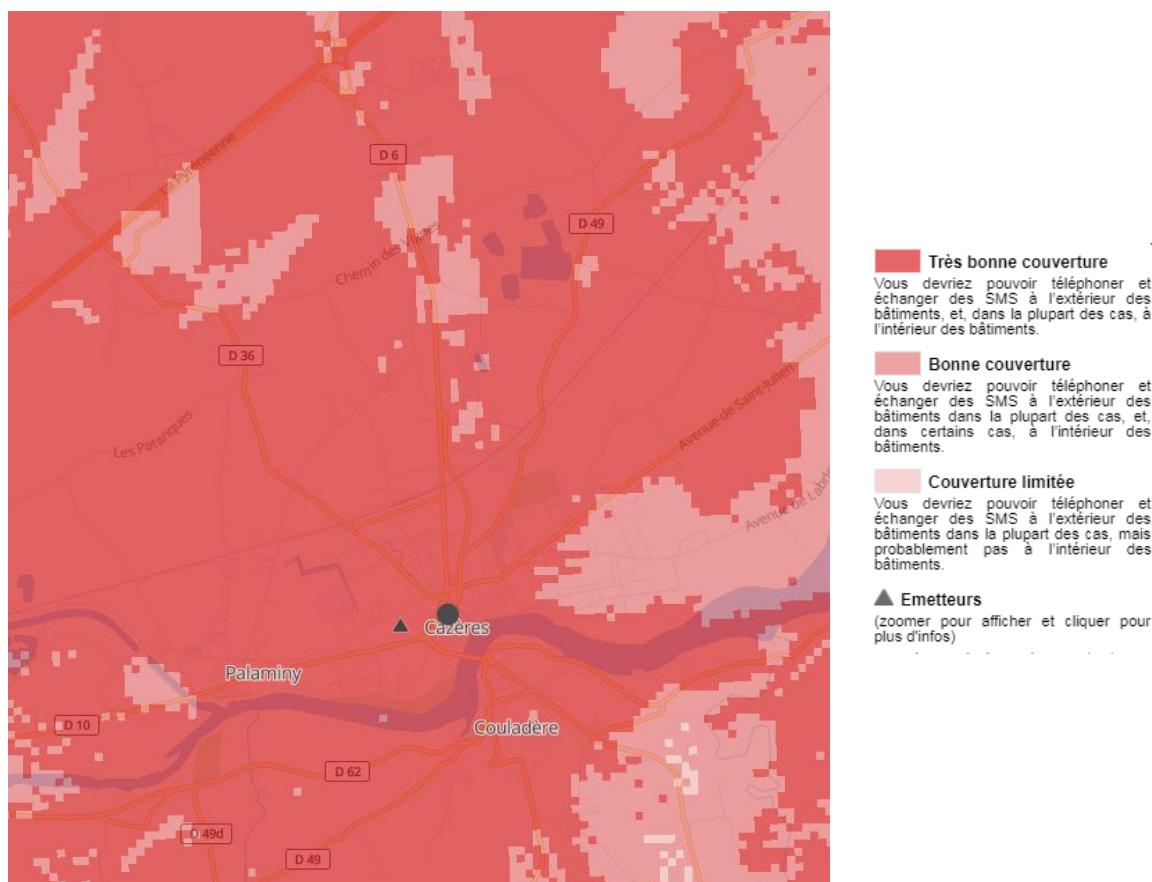 La Pyrénéenne
D 6
D 49
Chemin des Vignes
D 36
Les Patanques
Avenue de Saint-Julien
Cazères
Palaminy
D 10
Couladère
D 62
D 49d
D 49
Très bonne couverture
Vous devriez pouvoir téléphoner et
échanger des SMS à l'extérieur des
bâtiments, et, dans la plupart des cas, à
l'intérieur des bâtiments.
Bonne couverture
Vous devriez pouvoir téléphoner et
échanger des SMS à l'extérieur des
bâtiments dans la plupart des cas, et,
dans certains cas, à l'intérieur des
bâtiments.
Couverture limitée
Vous devriez pouvoir téléphoner et
échanger des SMS à l'extérieur des
bâtiments dans la plupart des cas, mais
probablement pas à l'intérieur des
bâtiments.
Emetteurs
(zoomer pour afficher et cliquer pour
plus d'infos)